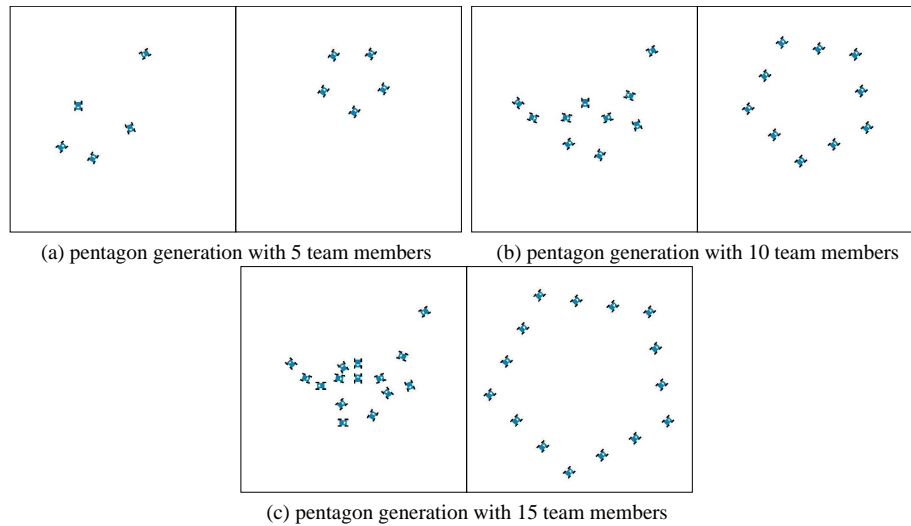 (a) pentagon generation with 5 team members
(b) pentagon generation with 10 team members
(c) pentagon generation with 15 team members